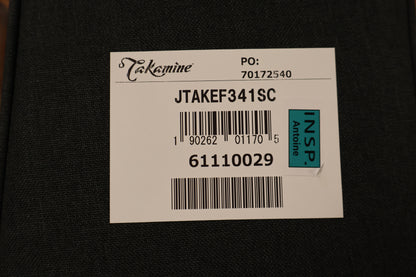 Takamine
PO:
70172540
JTAKEF341SC
1 90262 01170 5
61110029
INSP.
Antoine